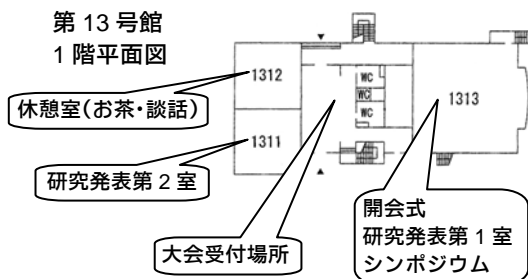 第 13 号館
1 階平面図
1312
休憩室(お茶・談話)
1311
研究発表第 2 室
WC
WC
WC
1313
大会受付場所
開会式
研究発表第 1 室
シンポジウム